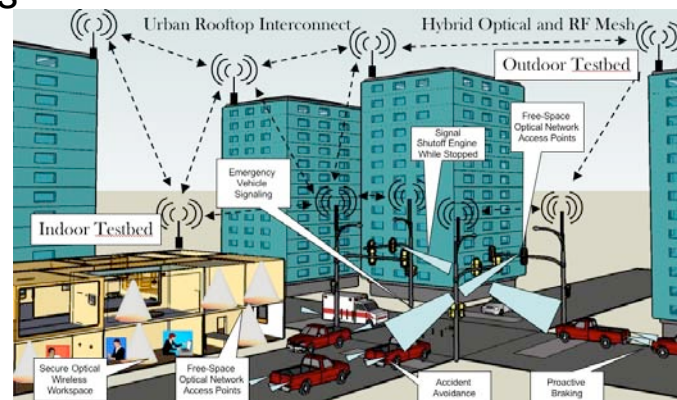 S
Urban Rooftop Interconnect
Hybrid Optical and RF Mesh
Outdoor Testbed
Free-Space
Optical Network
Access Points
Signal
Shutoff Engine
While Stopped
Emergency
Vehicle
Signaling
Indoor Testbed
Secure Optical
Wireless
Workspace
Free-Space
Optical Network
Access Points
Accident
Avoidance
Proactive
Braking